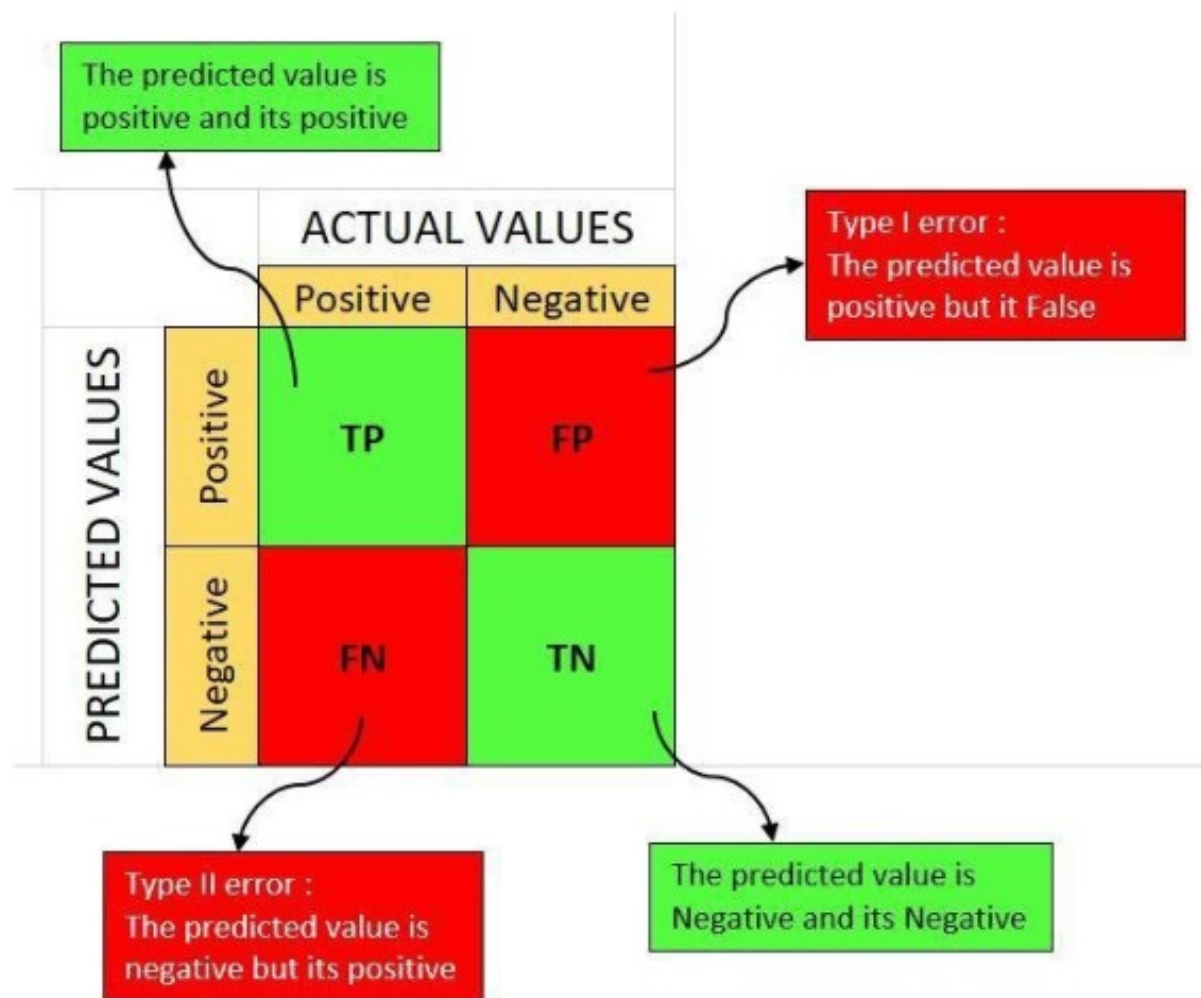 The predicted value is
positive and its positive
ACTUAL VALUES
Type I error :
The predicted value is
positive but it False
Positive
Negative
PREDICTED VALUES
Positive
TP
FP
Negative
FN
TN
Type II error :
The predicted value is
negative but its positive
The predicted value is
Negative and its Negative